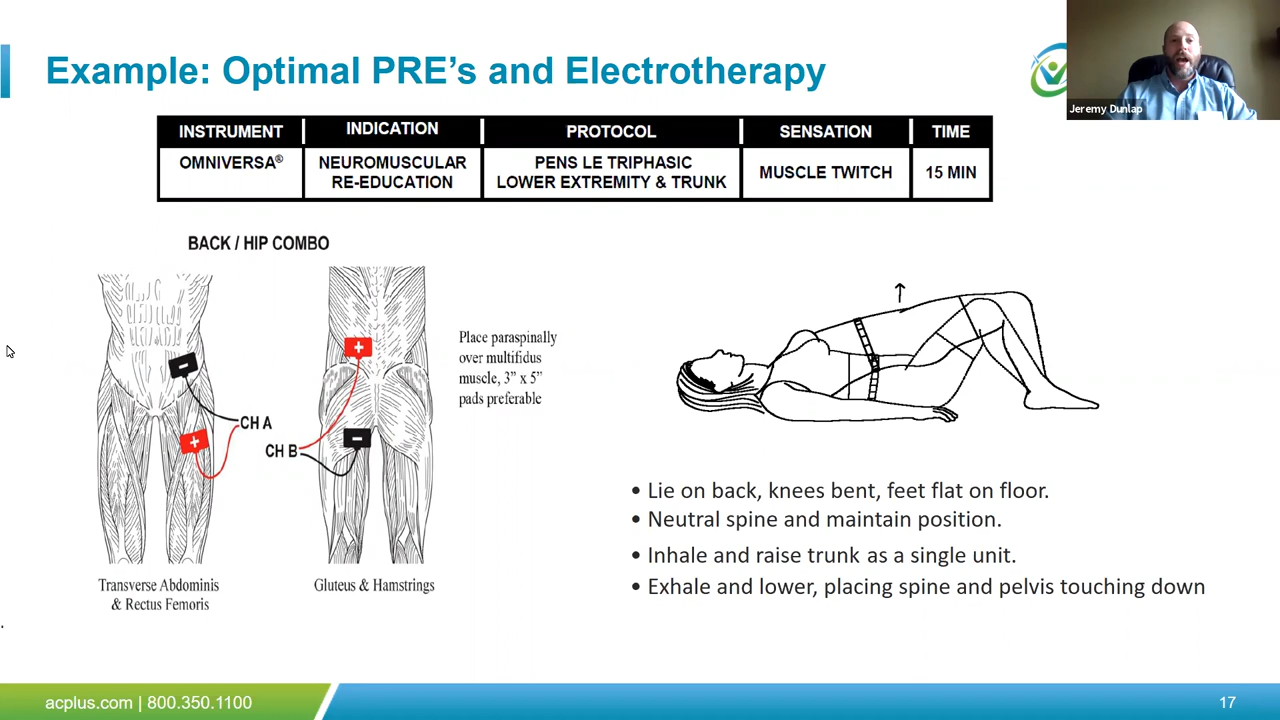 Example: Optimal PRE's and Electrotherapy
Jeremy Dunlap
INSTRUMENT INDICATION PROTOCOL SENSATION TIME
OMNIVERSA® NEUROMUSCULAR RE-EDUCATION PENS LE TRIPHASIC LOWER EXTREMITY & TRUNK MUSCLE TWITCH 15 MIN
BACK / HIP COMBO
Place paraspinally
over multifidus
muscle, 3" x 5"
pads preferable
+
-
-
+
CH A
CH B
Transverse Abdominis
& Rectus Femoris
Gluteus & Hamstrings
• Lie on back, knees bent, feet flat on floor.
• Neutral spine and maintain position.
• Inhale and raise trunk as a single unit.
• Exhale and lower, placing spine and pelvis touching down
.
acplus.com | 800.350.1100
17